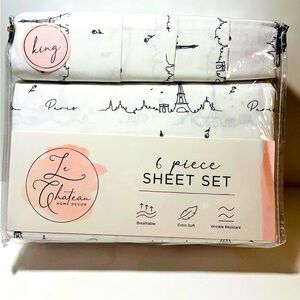 king
Paris
Paris
Le
Chateau
HOME DECOR
6 piece
SHEET SET
Breathable
Extra Soft
Wrinkle Resistant